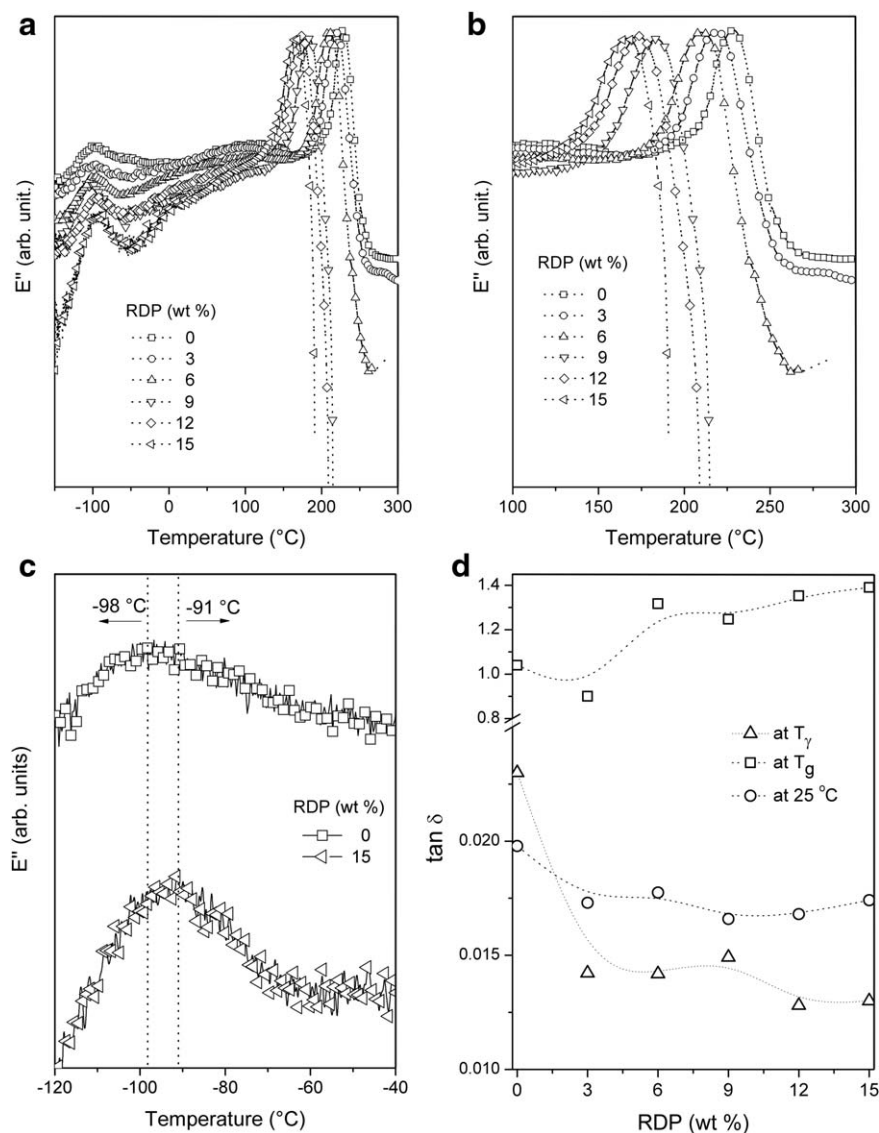 a
E" (arb. unit.)
RDP (wt %)
0
3
6
9
12
15
-100 0 100 200 300
Temperature (°C)
b
E" (arb. unit.)
RDP (wt %)
0
3
6
9
12
15
100 150 200 250 300
Temperature (°C)
c
-98 °C -91 °C
E" (arb. units)
RDP (wt %)
0
15
-120 -100 -80 -60 -40
Temperature (°C)
d
1.4
1.2
1.0
0.8
0.020
0.015
0.010
tan δ
at Tγ
at Tg
at 25 °C
0 3 6 9 12 15
RDP (wt %)